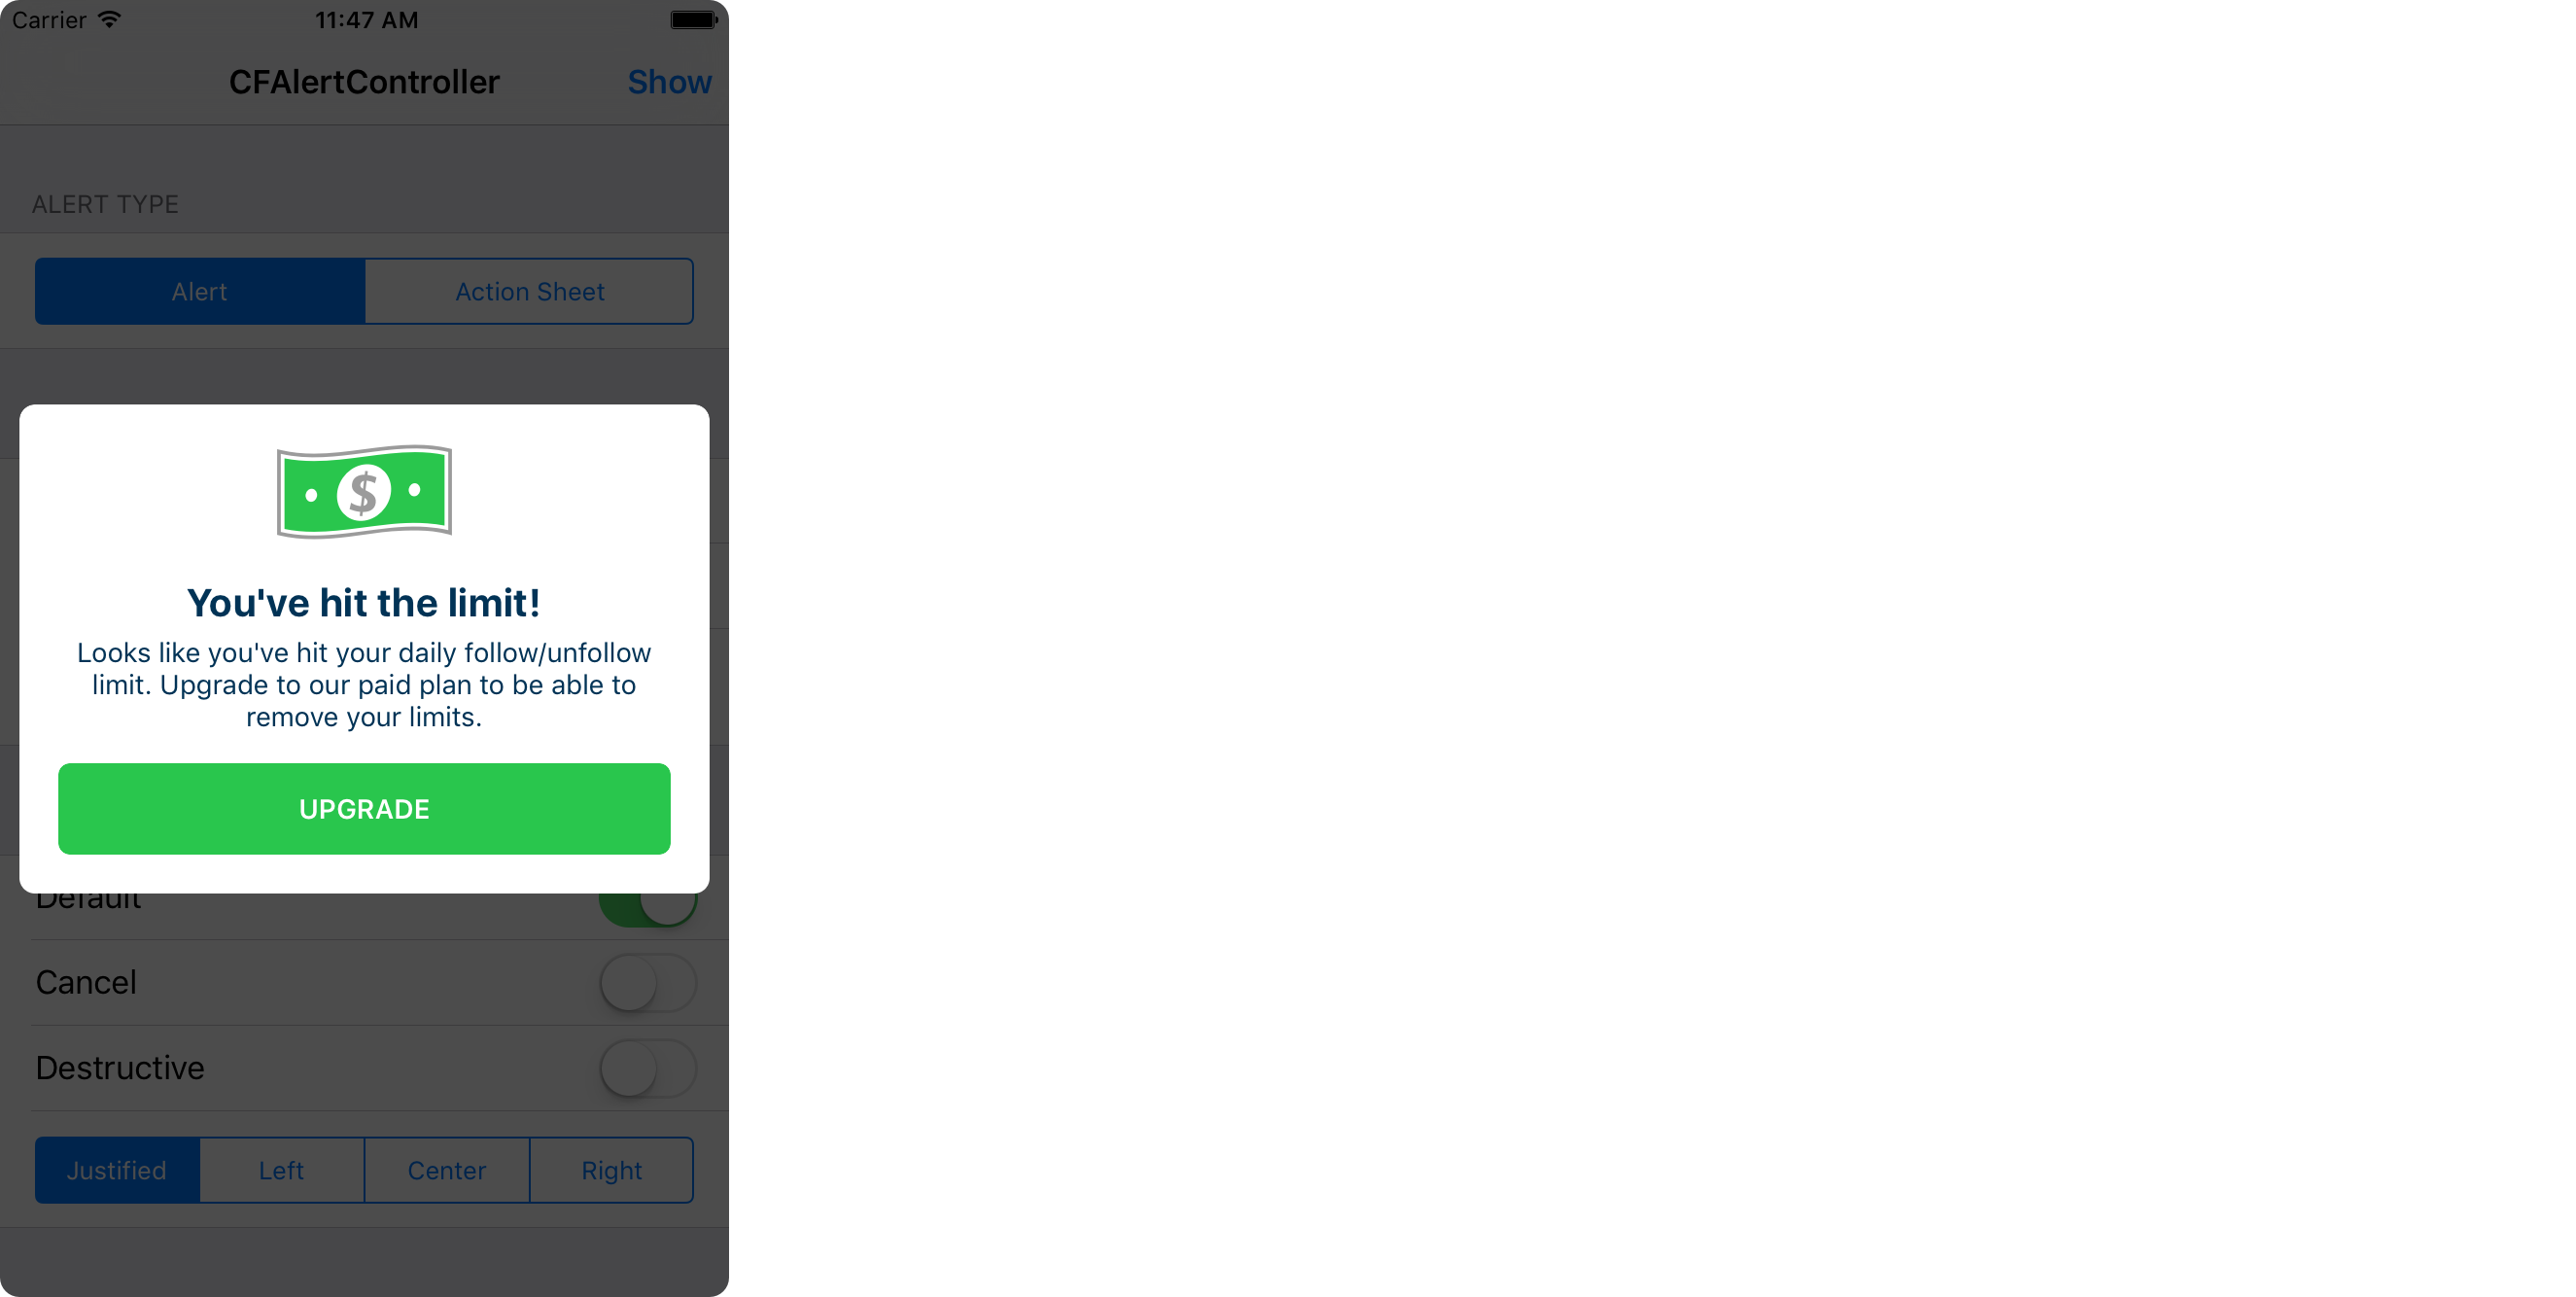 Carrier 11:47 AM
CFAlertController Show
ALERT TYPE
Alert Action Sheet
$
You've hit the limit!
Looks like you've hit your daily follow/unfollow
limit. Upgrade to our paid plan to be able to
remove your limits.
UPGRADE
Default
Cancel
Destructive
Justified Left Center Right